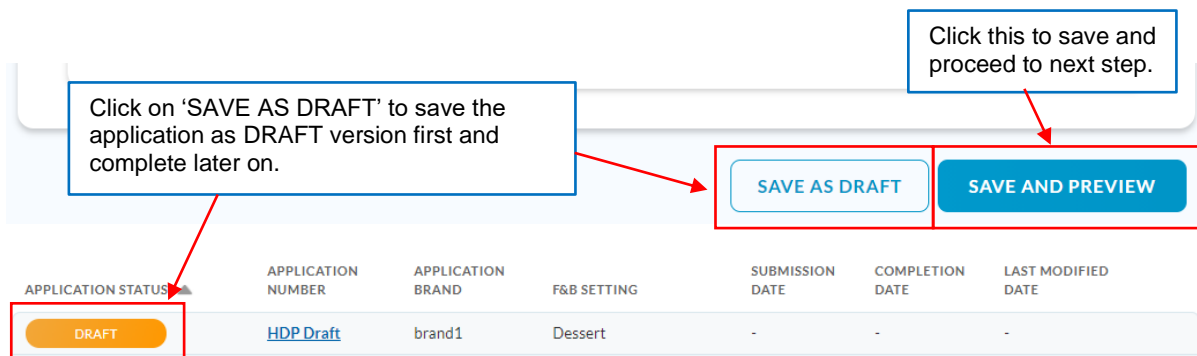 Click this to save and
proceed to next step.
Click on ‘SAVE AS DRAFT’ to save the
application as DRAFT version first and
complete later on.
SAVE AS DRAFT
SAVE AND PREVIEW
APPLICATION STATUS
APPLICATION
NUMBER
APPLICATION
BRAND
F&B SETTING
SUBMISSION
DATE
COMPLETION
DATE
LAST MODIFIED
DATE
DRAFT
HDP Draft
brand1
Dessert
-
-
-